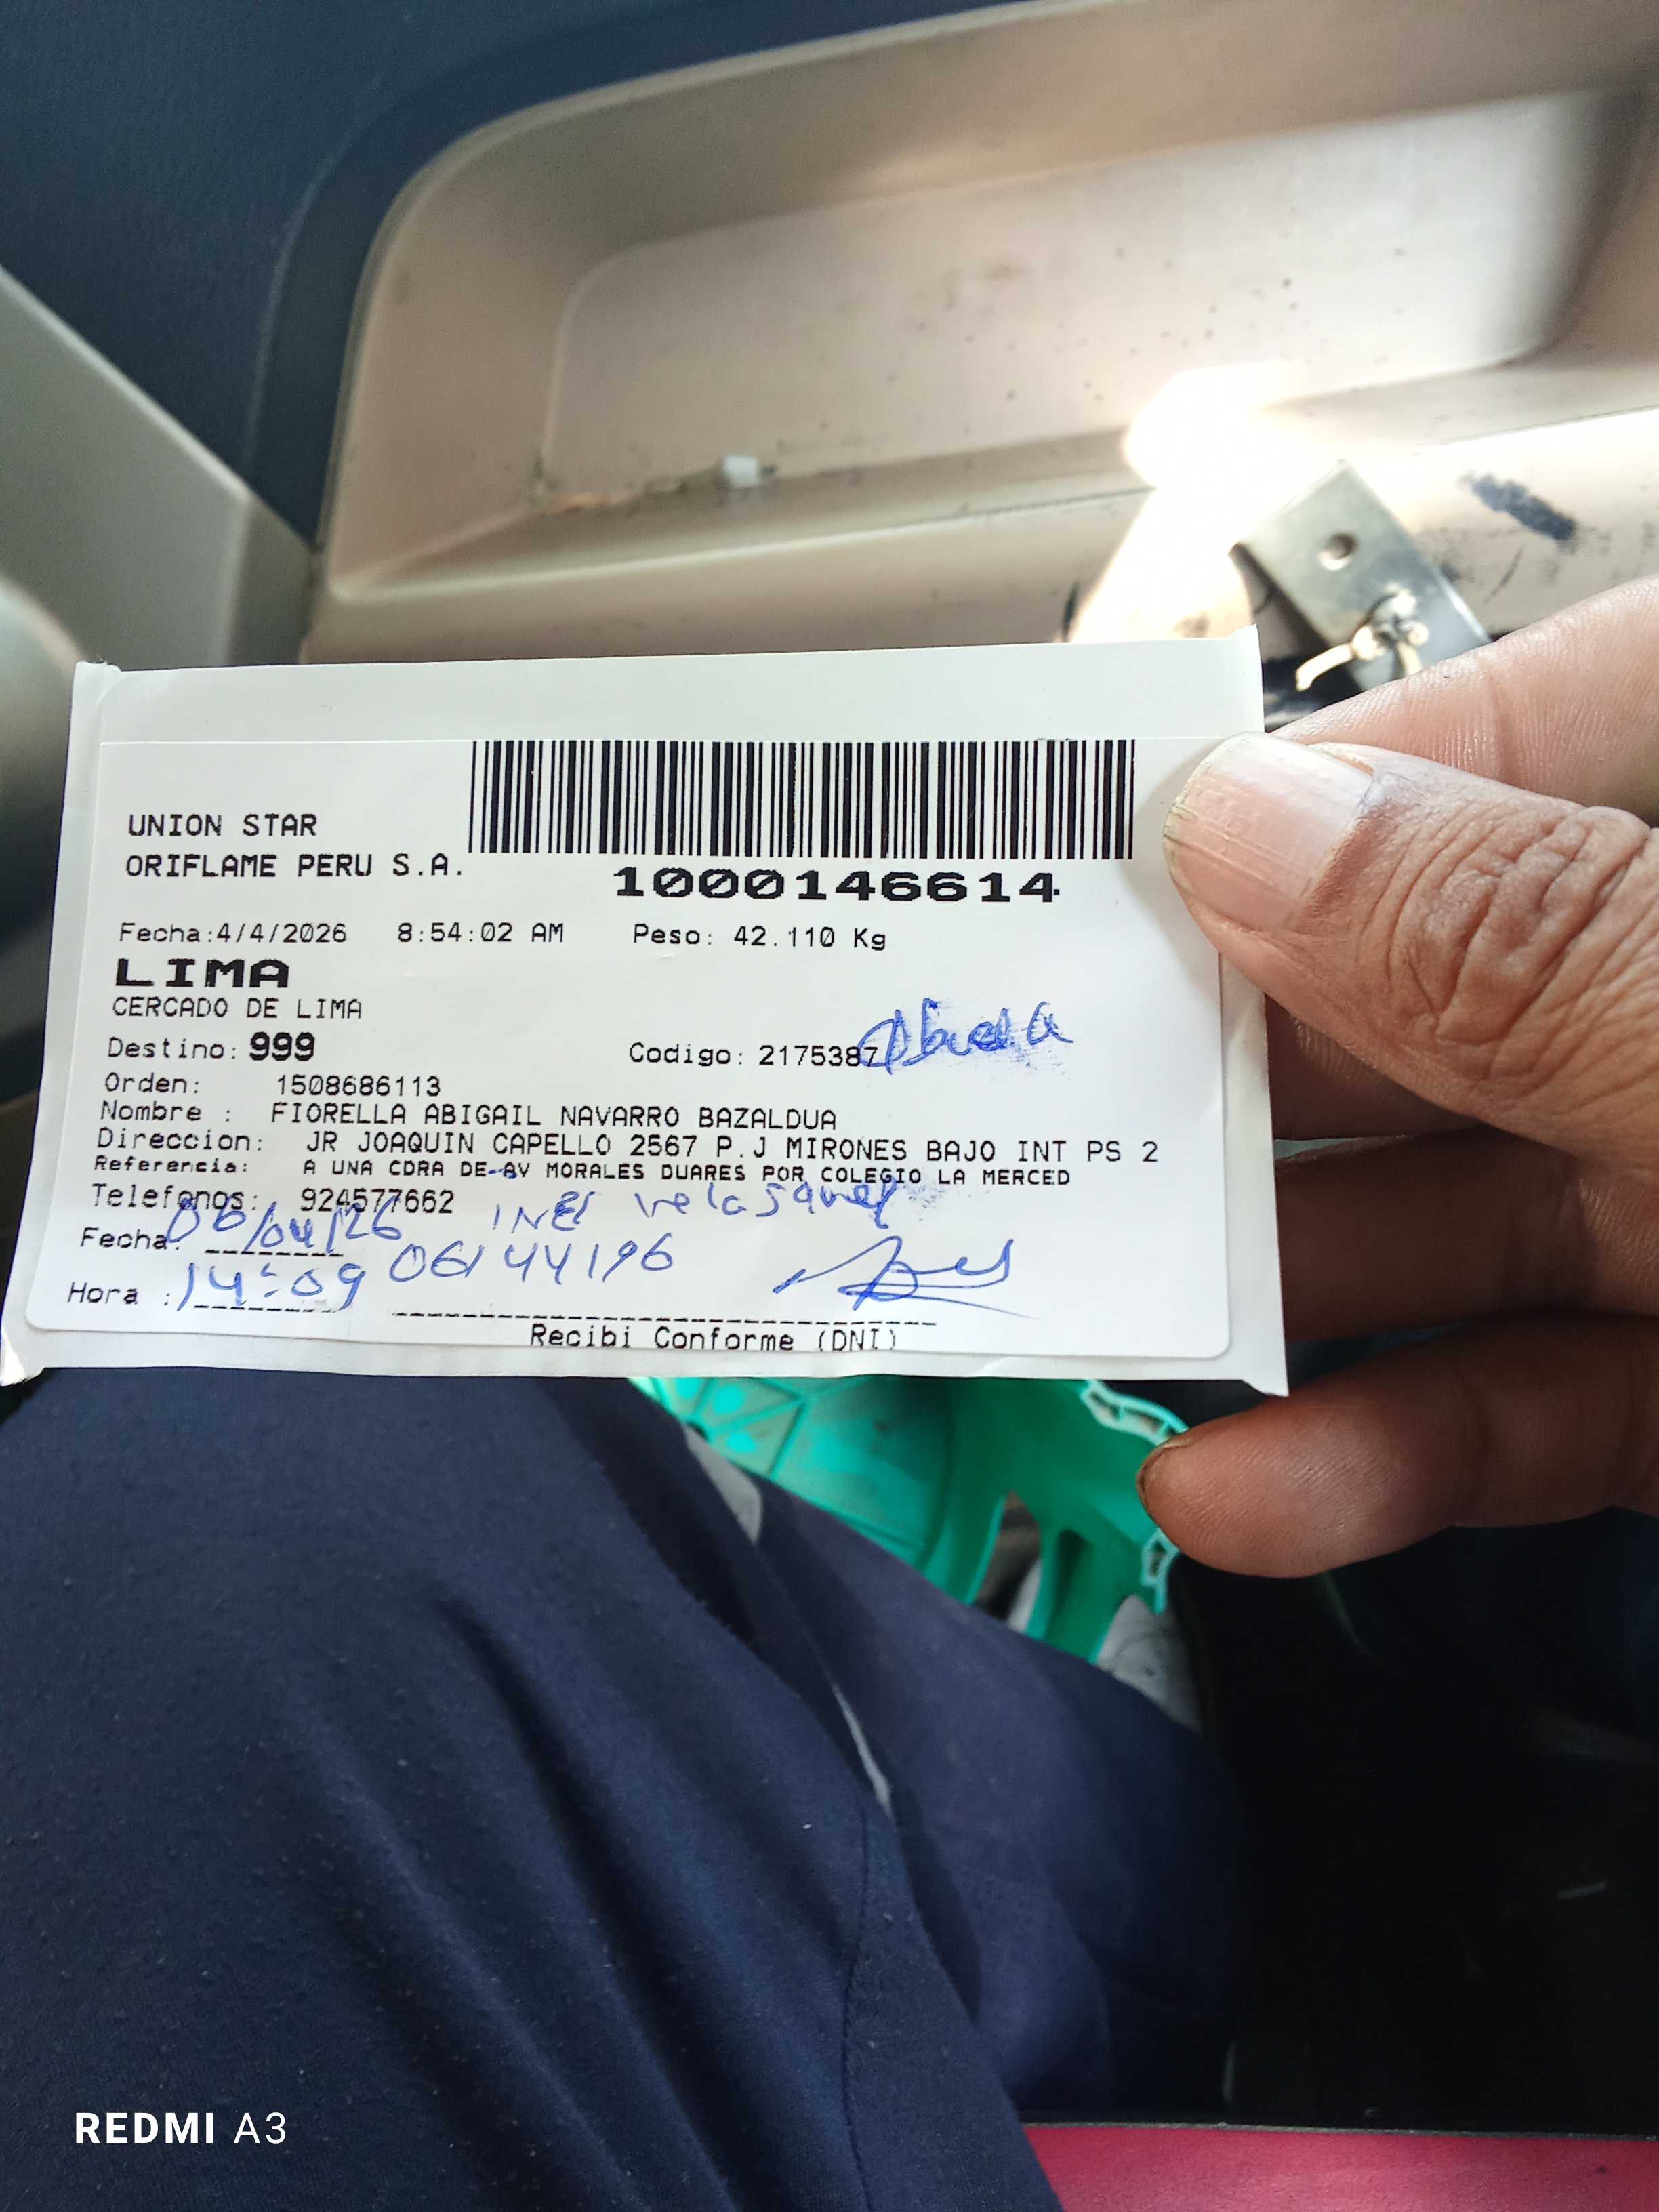 UNION STAR
ORIFLAME PERU S.A.
1000146614
Fecha:4/4/2026 8:54:02 AM Peso: 42.110 Kg
LIMA
CERCADO DE LIMA
Destino: 999 Codigo: 2175387 Abuela
Orden: 1508686113
Nombre : FIORELLA ABIGAIL NAVARRO BAZALDUA
Direccion: JR JOAQUIN CAPELLO 2567 P.J MIRONES BAJO INT PS 2
Referencia: A UNA CDRA DE AV MORALES DUARES POR COLEGIO LA MERCED
Telefonos: 924577662
Fecha: 06/04/26 INES Velasquez
Hora : 14:09 06144196
Recibi Conforme (DNI)
REDMI A3